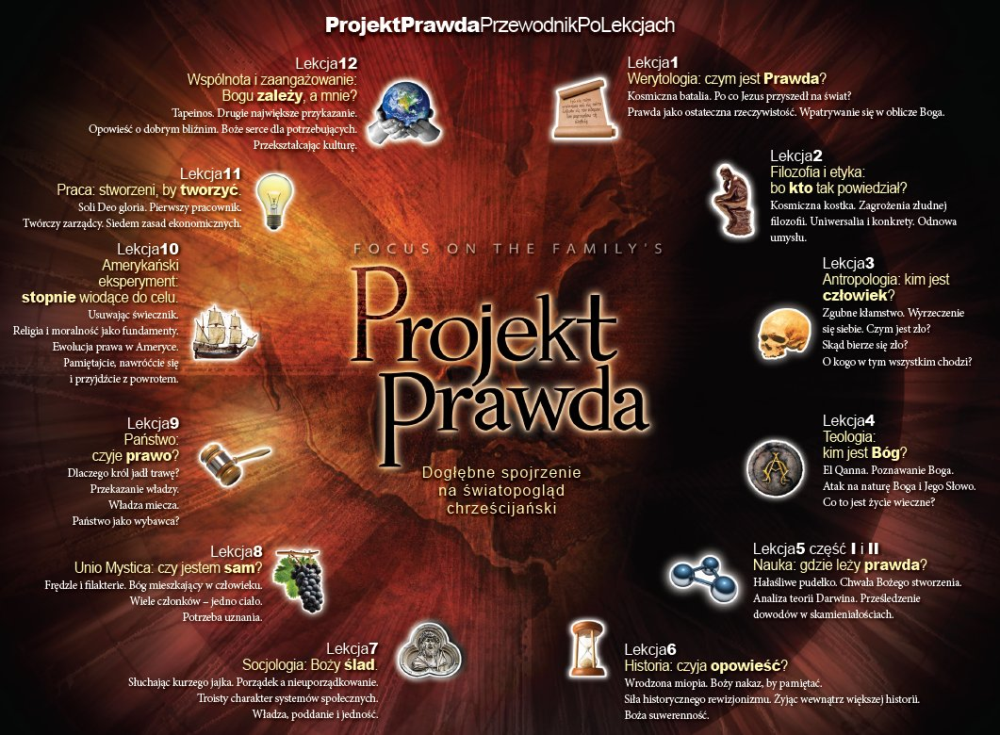 ProjektPrawdaPrzewodnikPoLekcjach
Lekcja1
Werytologia: czym jest Prawda?
Kosmiczna batalia. Po co Jezus przyszedł na świat?
Prawda jako ostateczna rzeczywistość. Wpatrywanie się w oblicze Boga.
Lekcja2
Filozofia i etyka:
bo kto tak powiedział?
Kosmiczna kostka. Zagrożenia złudnej
filozofii. Uniwersalia i konkrety. Odnowa
umysłu.
Lekcja3
Antropologia: kim jest
człowiek?
Zgubne kłamstwo. Wyrzeczenie
się siebie. Czym jest zło?
Skąd bierze się zło?
O kogo w tym wszystkim chodzi?
Lekcja4
Teologia:
kim jest Bóg?
El Qanna. Poznawanie Boga.
Atak na naturę Boga i Jego Słowo.
Co to jest życie wieczne?
Lekcja5 część I i II
Nauka: gdzie leży prawda?
Hałaśliwe pudełko. Chwała Bożego stworzenia.
Analiza teorii Darwina. Prześledzenie
dowodów w skamieniałościach.
Lekcja6
Historia: czyja opowieść?
Wrodzona miopia. Boży nakaz, by pamiętać.
Siła historycznego rewizjonizmu. Żyjąc wewnątrz większej historii.
Boża suwerenność.
Lekcja7
Socjologia: Boży ślad.
Słuchając kurzego jajka. Porządek a nieuporządkowanie.
Troisty charakter systemów społecznych.
Władza, poddanie i jedność.
Lekcja8
Unio Mystica: czy jestem sam?
Frędzle i filakterie. Bóg mieszkający w człowieku.
Wiele członków – jedno ciało.
Potrzeba uznania.
Lekcja9
Państwo:
czyje prawo?
Dlaczego król jadł trawę?
Przekazanie władzy.
Władza miecza.
Państwo jako wybawca?
Lekcja10
Amerykański
eksperyment:
stopnie wiodące do celu.
Usuwając świecznik.
Religia i moralność jako fundamenty.
Ewolucja prawa w Ameryce.
Pamiętajcie, nawróćcie się
i przyjdźcie z powrotem.
Lekcja11
Praca: stworzeni, by tworzyć.
Soli Deo gloria. Pierwszy pracownik.
Twórczy zarządcy. Siedem zasad ekonomicznych.
Lekcja12
Wspólnota i zaangażowanie:
Bogu zależy, a mnie?
Tapeinos. Drugie największe przykazanie.
Opowieść o dobrym bliźnim. Boże serce dla potrzebujących.
Przekształcając kulturę.
FOCUS ON THE FAMILY'S
Projekt
Prawda
Dogłębne spojrzenie
na światopogląd
chrześcijański